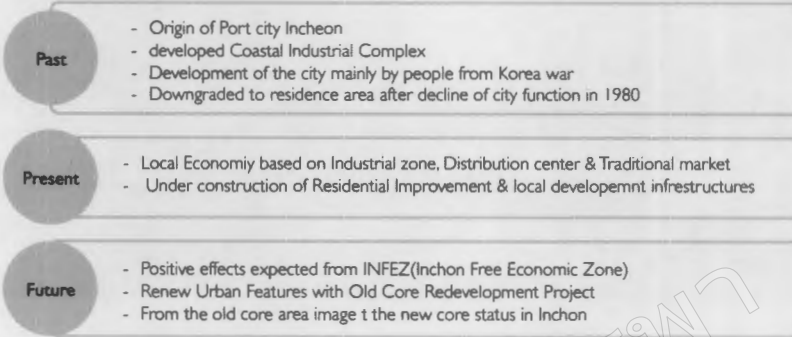 Past
- Origin of Port city Incheon
- developed Coastal Industrial Complex
- Development of the city mainly by people from Korea war
- Downgraded to residence area after decline of city function in 1980
Present
- Local Economiy based on Industrial zone, Distribution center & Traditional market
- Under construction of Residential Improvement & local developemnt infrestructures
Future
- Positive effects expected from INFEZ(Inchon Free Economic Zone)
- Renew Urban Features with Old Core Redevelopment Project
- From the old core area image t the new core status in Inchon